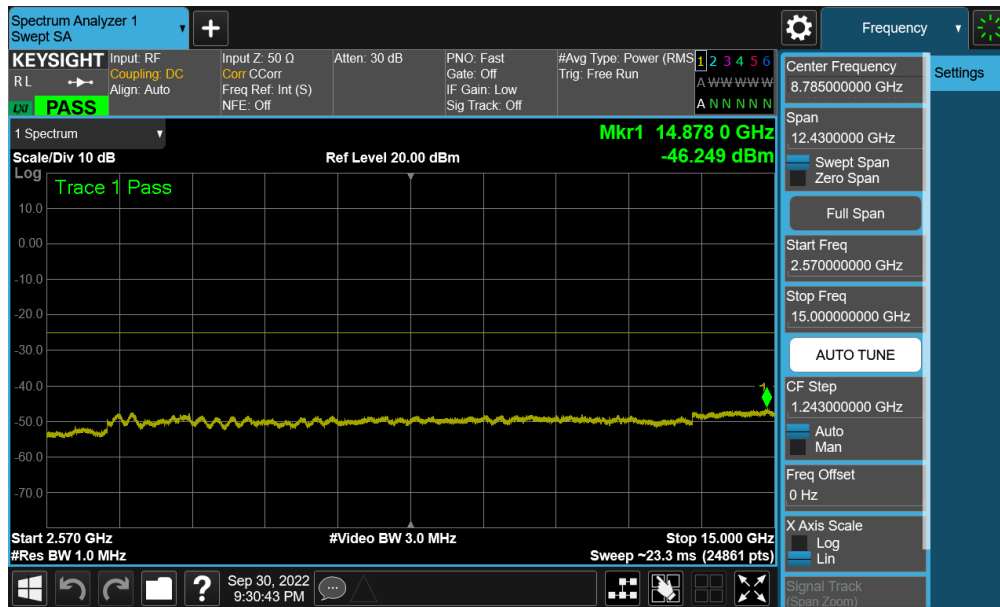 Spectrum Analyzer 1
Swept SA
+
Frequency
KEYSIGHT
RL
LXI PASS
Input: RF
Coupling: DC
Align: Auto
Input Z: 50 Ω
Corr CCorr
Freq Ref: Int (S)
NFE: Off
Atten: 30 dB
PNO: Fast
Gate: Off
IF Gain: Low
Sig Track: Off
#Avg Type: Power (RMS
Trig: Free Run
1 2 3 4 5 6
A W W W W W
A N N N N N
1 Spectrum
Scale/Div 10 dB
Ref Level 20.00 dBm
Mkr1 14.878 0 GHz
-46.249 dBm
Log
Trace 1 Pass
10.0
0.00
-10.0
-20.0
-30.0
-40.0
-50.0
-60.0
-70.0
1
Start 2.570 GHz
#Video BW 3.0 MHz
Stop 15.000 GHz
#Res BW 1.0 MHz
Sweep ~23.3 ms (24861 pts)
Sep 30, 2022
9:30:43 PM
?
Center Frequency
8.785000000 GHz
Settings
Span
12.4300000 GHz
Swept Span
Zero Span
Full Span
Start Freq
2.570000000 GHz
Stop Freq
15.000000000 GHz
AUTO TUNE
CF Step
1.243000000 GHz
Auto
Man
Freq Offset
0 Hz
X Axis Scale
Log
Lin
Signal Track
(Span Zoom)